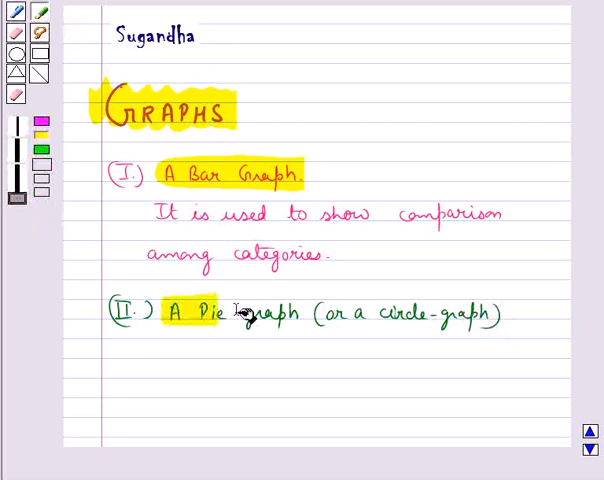 Sugandha
GRAPHS
(I.) A Bar Graph.
It is used to show comparison
among categories.
(II.) A Pie graph (or a circle-graph)